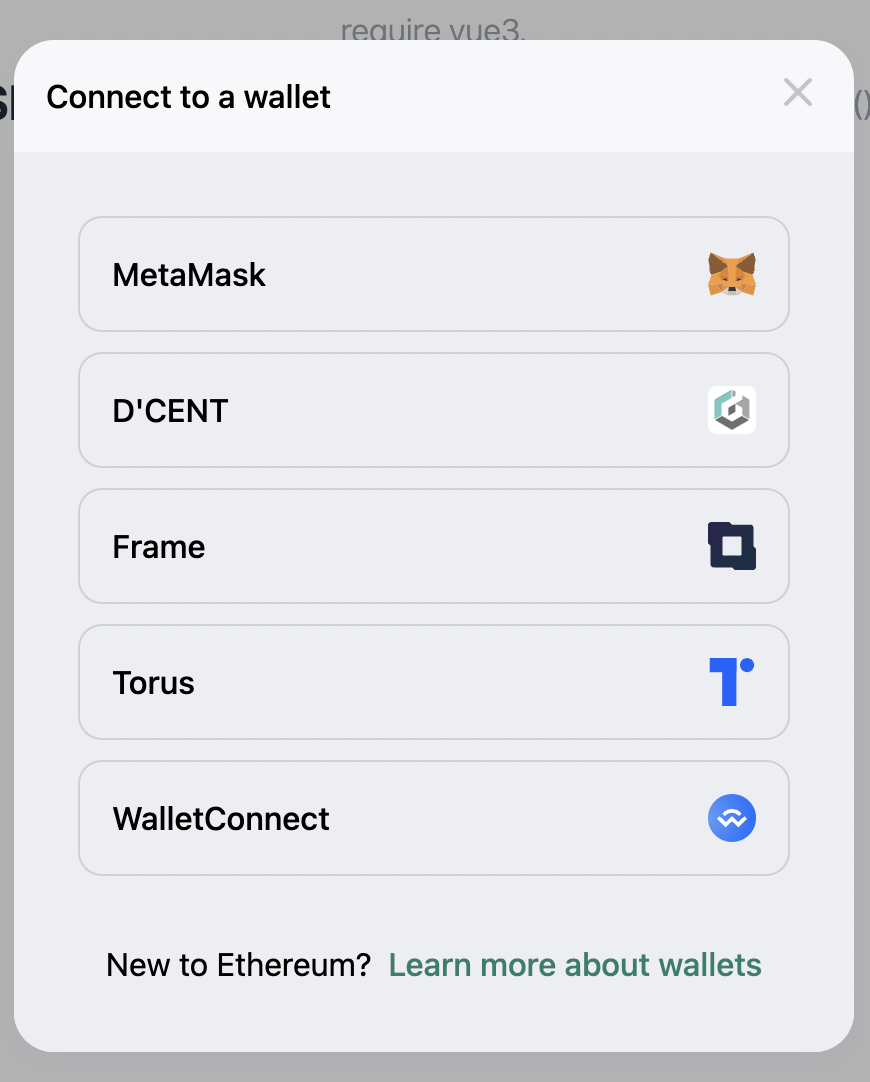 require vue3.
Connect to a wallet
()
MetaMask
D'CENT
Frame
Torus
WalletConnect
New to Ethereum? Learn more about wallets